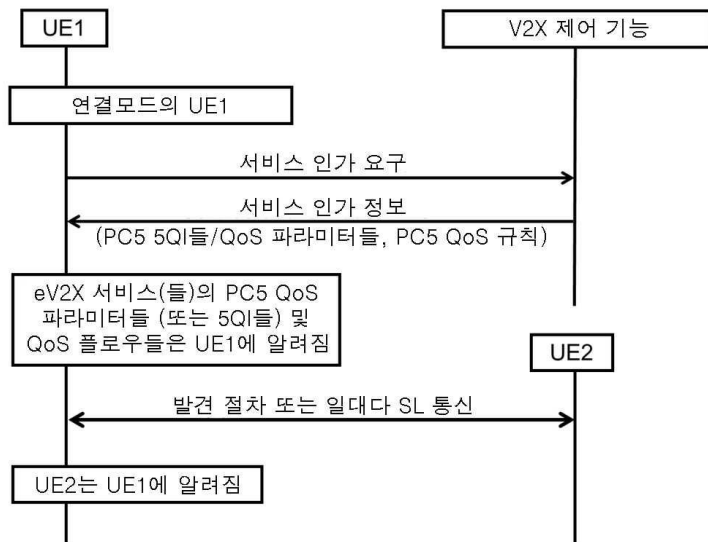 UE1
V2X 제어 기능
연결모드의 UE1
서비스 인가 요구
서비스 인가 정보
(PC5 5QI들/QoS 파라미터들, PC5 QoS 규칙)
eV2X 서비스(들)의 PC5 QoS
파라미터들 (또는 5QI들) 및
QoS 플로우들은 UE1에 알려짐
UE2
발견 절차 또는 일대다 SL 통신
UE2는 UE1에 알려짐